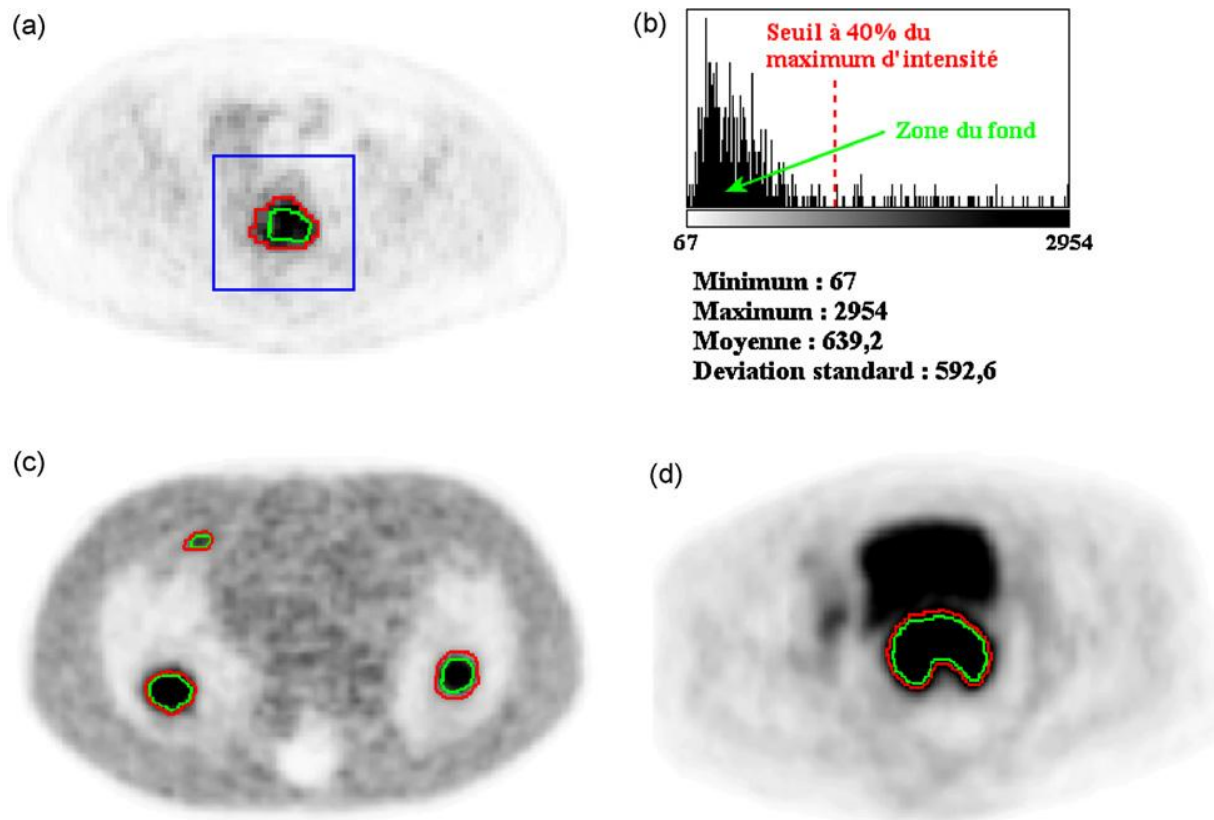 (a)
(b)
Seuil à 40% du
maximum d'intensité
Zone du fond
67
2954
Minimum : 67
Maximum : 2954
Moyenne : 639,2
Deviation standard : 592,6
(c)
(d)